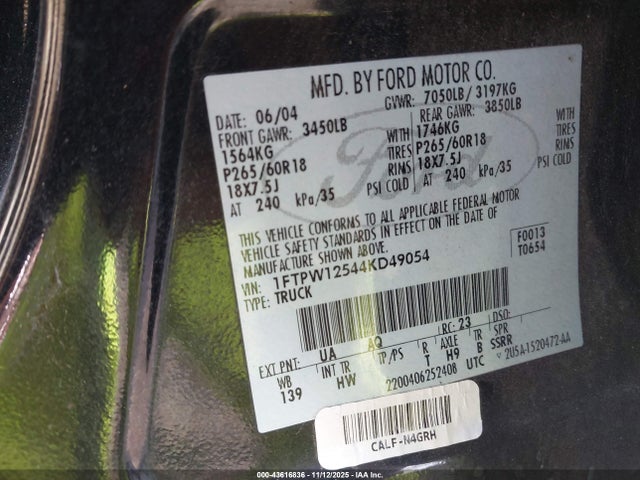 MFD. BY FORD MOTOR CO.
DATE: 06/04 GVWR: 7050LB/ 3197KG
FRONT GAWR: 3450LB REAR GAWR: 3850LB
1564KG WITH 1746KG WITH
P265/60R18 TIRES P265/60R18 TIRES
18X7.5J RIMS 18X7.5J RIMS
AT 240 kPa/35 PSI COLD AT 240 kPa/35 PSI COLD
Ford
THIS VEHICLE CONFORMS TO ALL APPLICABLE FEDERAL MOTOR
VEHICLE SAFETY STANDARDS IN EFFECT ON THE DATE OF
MANUFACTURE SHOWN ABOVE.
VIN: 1FTPW12544KD49054 F0013
TYPE: TRUCK T0654
EXT PNT: UA AQ RC: 23 DSO:
WB INT TR TP/PS R AXLE TR SPR
139 HW T H9 B SSRR
2200406252408 UTC ▽ 2U5A-1520472-AA
CALF-N4GRH
00-43616836 - 11/12/2025 - IAA Inc.